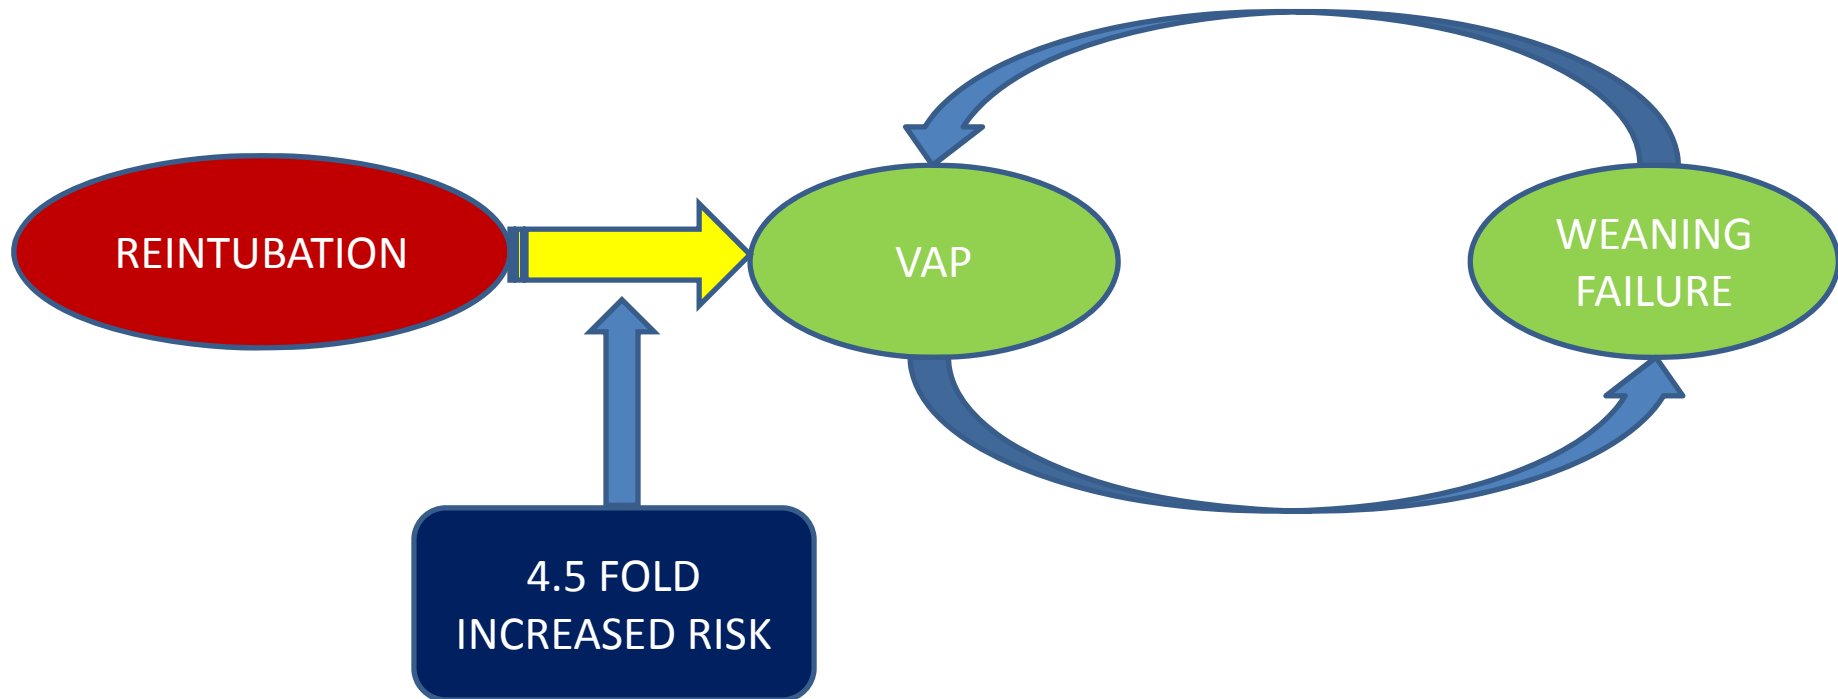 REINTUBATION
VAP
WEANING
FAILURE
4.5 FOLD
INCREASED RISK